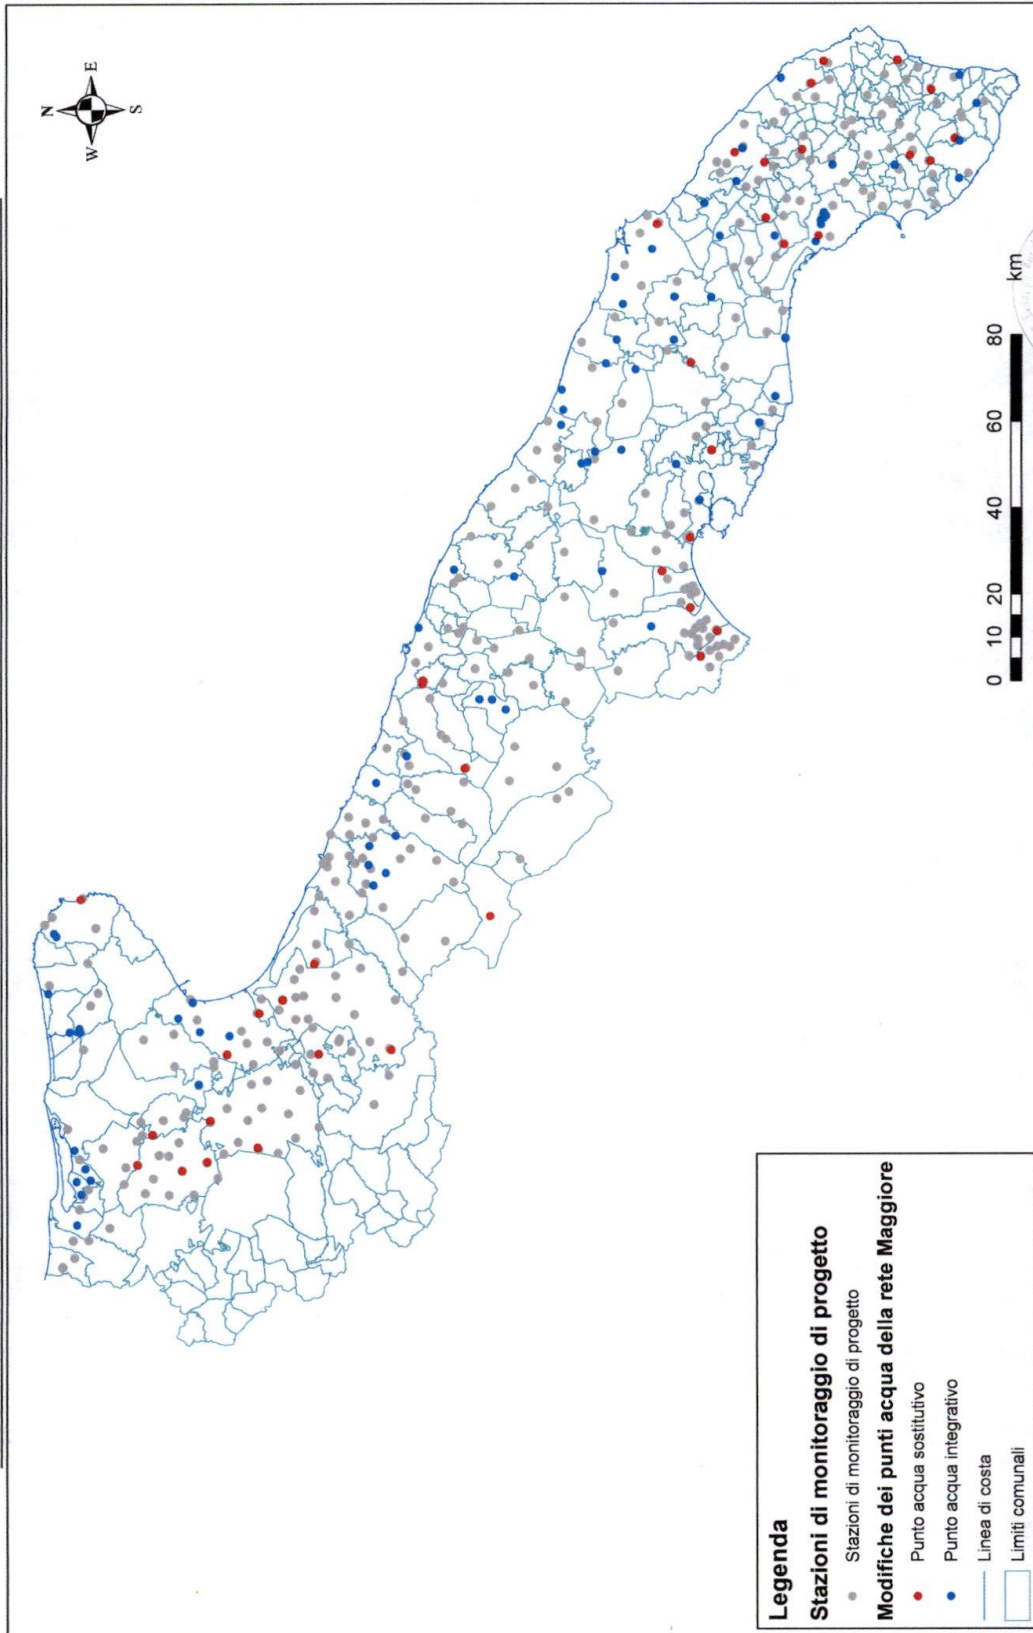 N
W
E
S
0
10
20
40
60
80
km
Legenda
Stazioni di monitoraggio di progetto
Stazioni di monitoraggio di progetto
Modifiche dei punti acqua della rete Maggiore
Punto acqua sostitutivo
Punto acqua integrativo
Linea di costa
Limiti comunali